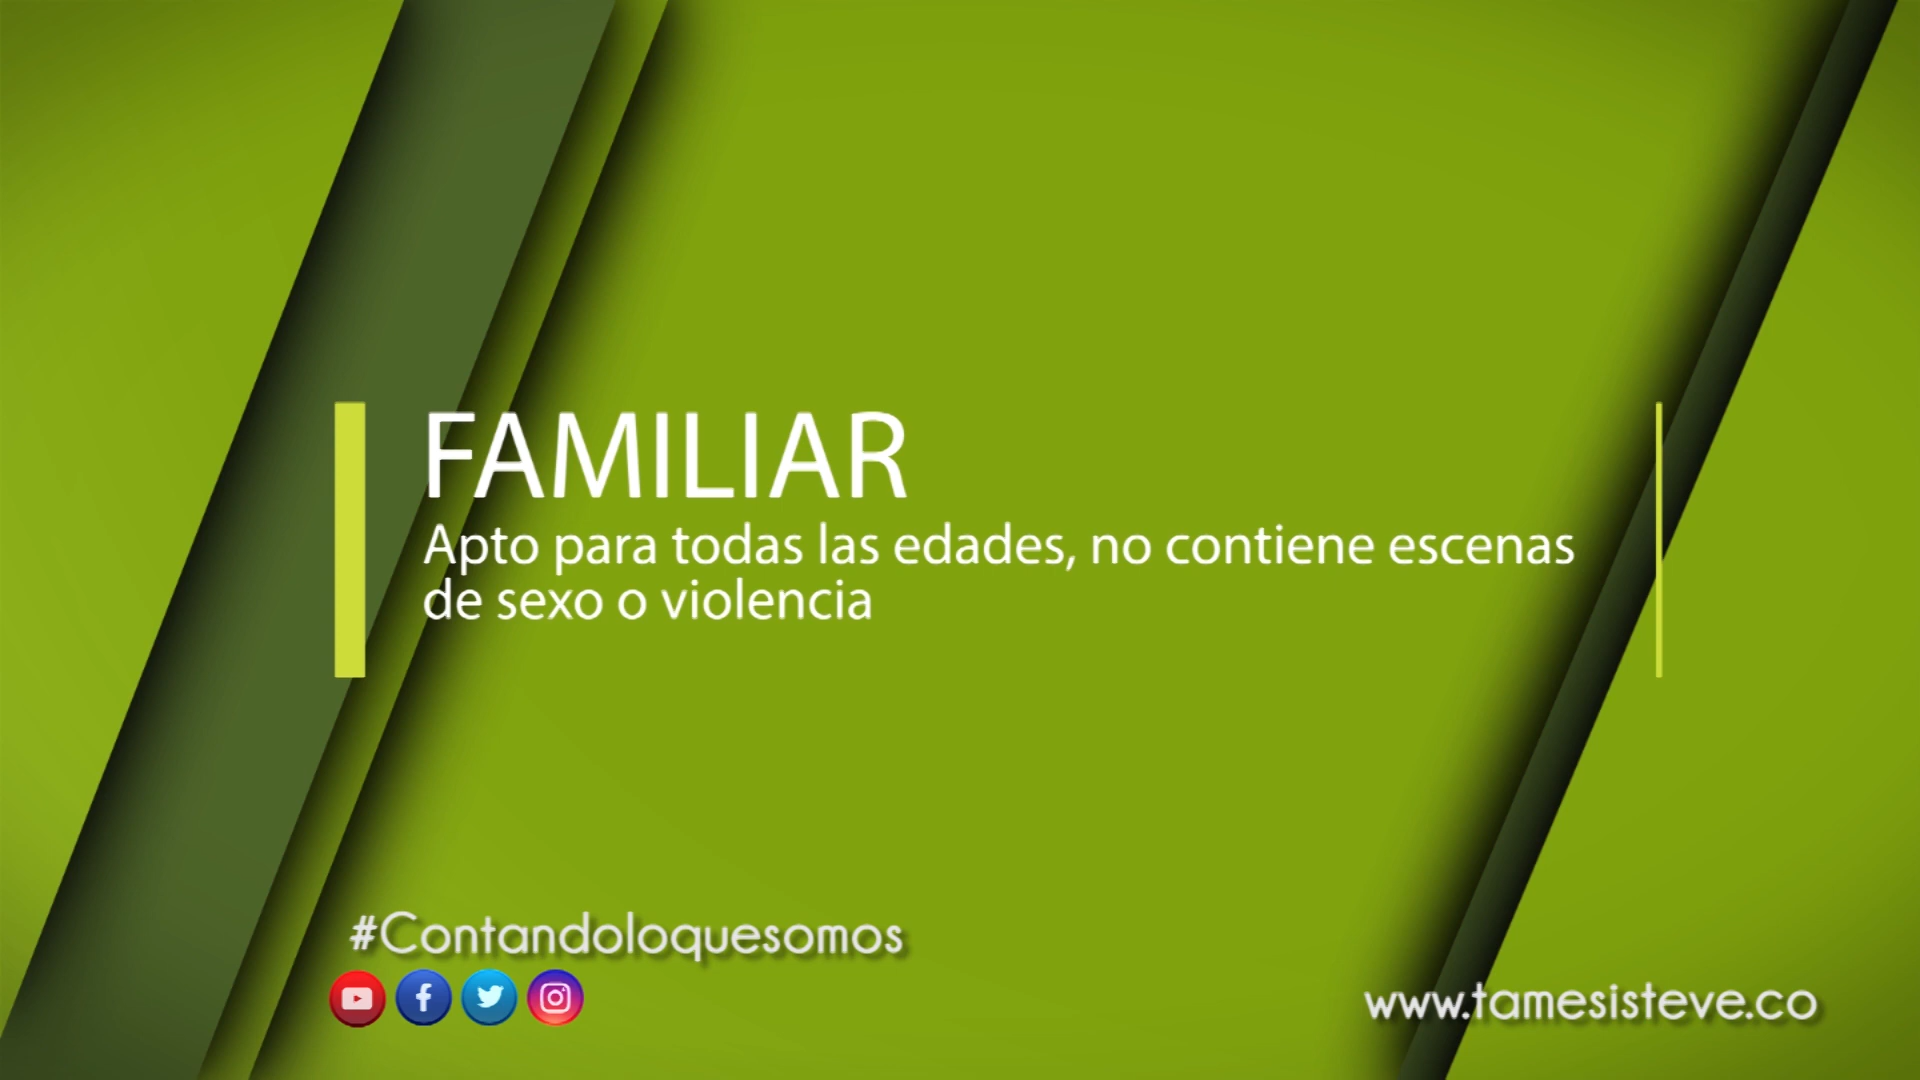 FAMILIAR
Apto para todas las edades, no contiene escenas
de sexo o violencia
#Contandoloquesomos
www.tamesisteve.co